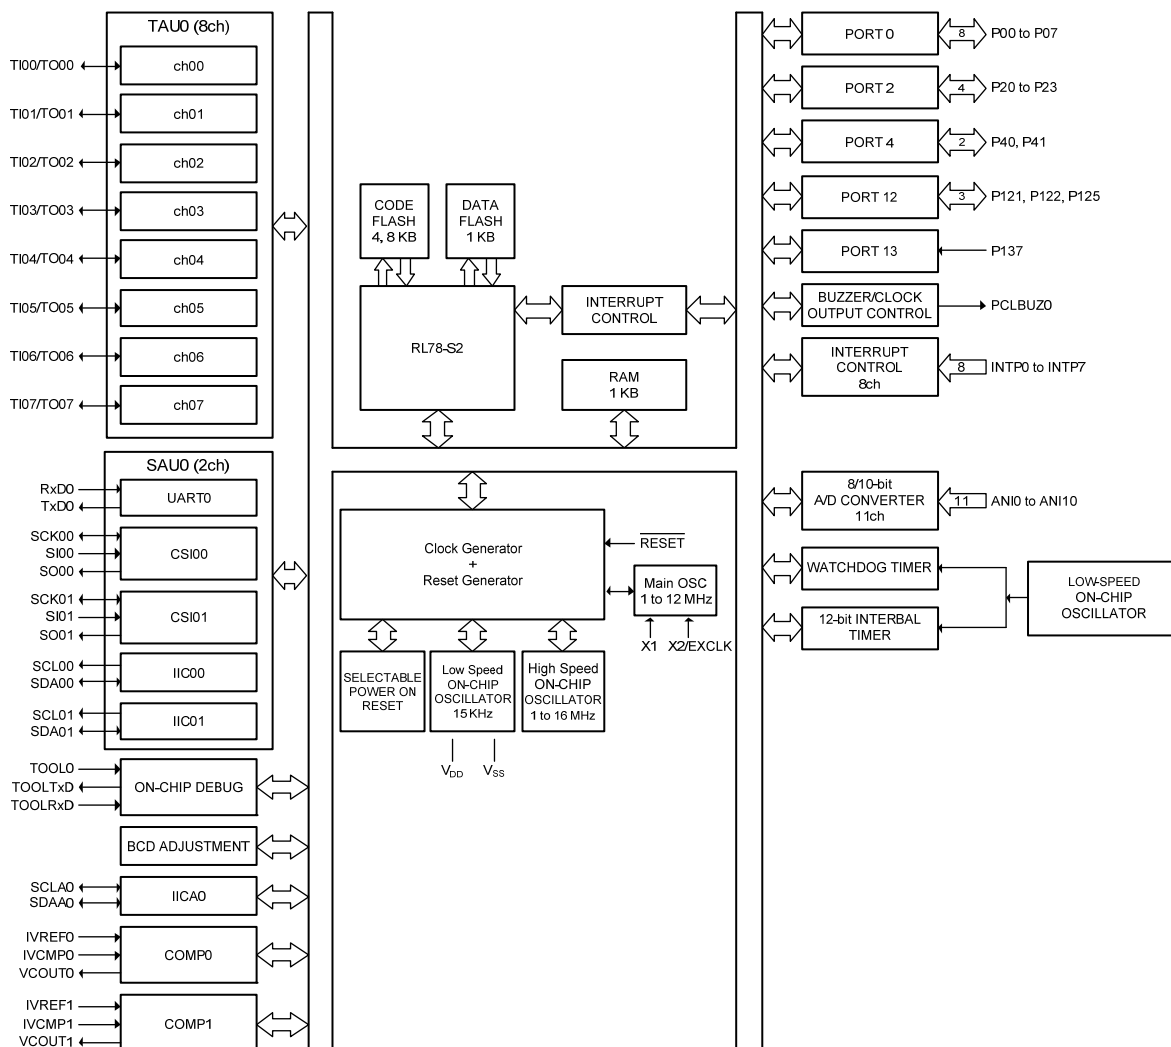 TAU0 (8ch)
TI00/TO00
ch00
TI01/TO01
ch01
TI02/TO02
ch02
TI03/TO03
ch03
TI04/TO04
ch04
TI05/TO05
ch05
TI06/TO06
ch06
TI07/TO07
ch07
SAU0 (2ch)
RxD0
TxD0
UART0
SCK00
SI00
SO00
CSI00
SCK01
SI01
SO01
CSI01
SCL00
SDA00
IIC00
SCL01
SDA01
IIC01
TOOL0
TOOLTxD
TOOLRxD
ON-CHIP DEBUG
BCD ADJUSTMENT
SCLA0
SDAA0
IICA0
IVREF0
IVCMP0
VCOUT0
COMP0
IVREF1
IVCMP1
VCOUT1
COMP1
CODE
FLASH
4, 8 KB
DATA
FLASH
1 KB
RL78-S2
INTERRUPT
CONTROL
RAM
1 KB
Clock Generator
+
Reset Generator
RESET
Main OSC
1 to 12 MHz
X1
X2/EXCLK
SELECTABLE
POWER ON
RESET
Low Speed
ON-CHIP
OSCILLATOR
15 KHz
High Speed
ON-CHIP
OSCILLATOR
1 to 16 MHz
VDD
VSS
PORT 0
8
P00 to P07
PORT 2
4
P20 to P23
PORT 4
2
P40, P41
PORT 12
3
P121, P122, P125
PORT 13
P137
BUZZER/CLOCK
OUTPUT CONTROL
PCLBUZ0
INTERRUPT
CONTROL
8ch
8
INTP0 to INTP7
8/10-bit
A/D CONVERTER
11ch
11
ANI0 to ANI10
WATCHDOG TIMER
12-bit INTERBAL
TIMER
LOW-SPEED
ON-CHIP
OSCILLATOR